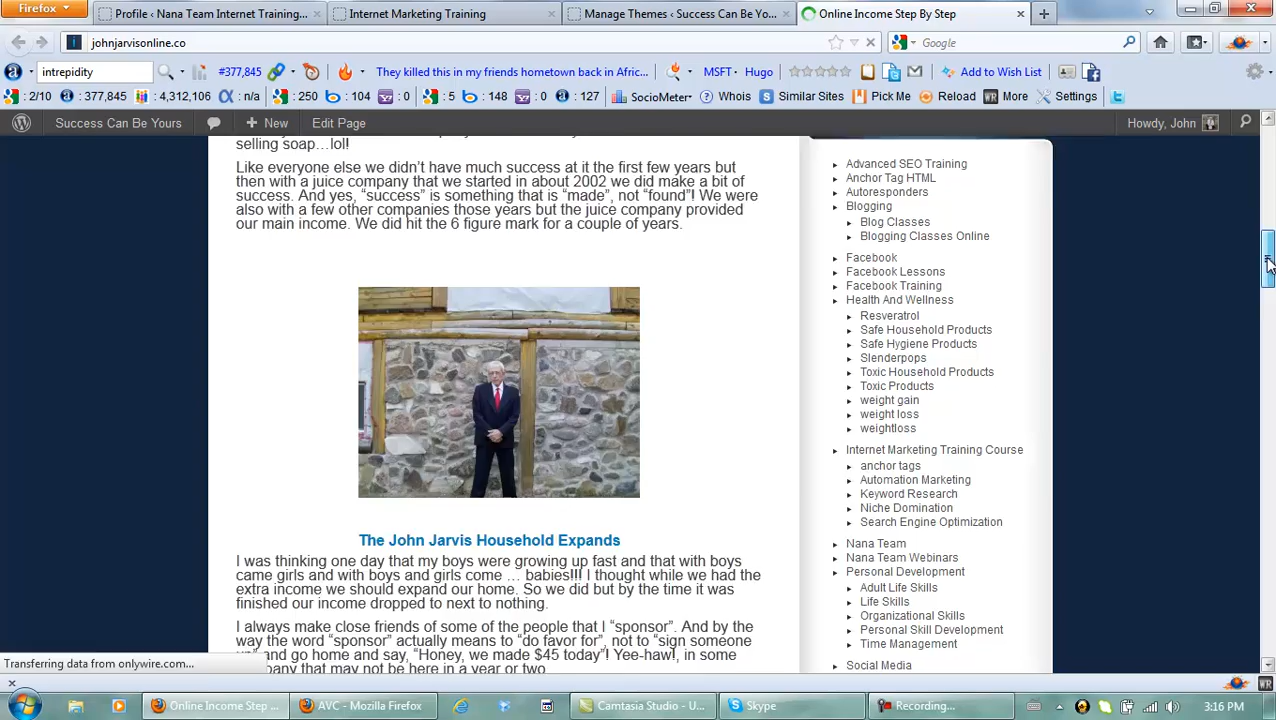 Firefox
Profile ‹ Nana Team Internet Training...
Internet Marketing Training
Manage Themes ‹ Success Can Be Yo...
Online Income Step By Step
johnjarvisonline.co
Google
intrepidity
#377,845
They killed this in my friends hometown back in Afric...
MSFT
Hugo
Add to Wish List
: 2/10
: 377,845
: 4,312,106
: n/a
: 250
: 104
: 0
: 5
: 148
: 0
: 127
SocioMeter
Whois
Similar Sites
Pick Me
Reload
More
Settings
Success Can Be Yours
New
Edit Page
Howdy, John
selling soap…lol!
Like everyone else we didn’t have much success at it the first few years but
then with a juice company that we started in about 2002 we did make a bit of
success. And yes, “success” is something that is “made”, not “found”! We were
also with a few other companies those years but the juice company provided
our main income. We did hit the 6 figure mark for a couple of years.
The John Jarvis Household Expands
I was thinking one day that my boys were growing up fast and that with boys
came girls and with boys and girls come … babies!!! I thought while we had the
extra income we should expand our home. So we did but by the time it was
finished our income dropped to next to nothing.
I always make close friends of some of the people that I “sponsor”. And by the
way the word “sponsor” actually means to “do favor for”, not to “sign someone
up” and go home and say, “Honey, we made $45 today”! Yee-haw!, in some
company that may not be here in a year or two
Advanced SEO Training
Anchor Tag HTML
Autoresponders
Blogging
Blog Classes
Blogging Classes Online
Facebook
Facebook Lessons
Facebook Training
Health And Wellness
Resveratrol
Safe Household Products
Safe Hygiene Products
Slenderpops
Toxic Household Products
Toxic Products
weight gain
weight loss
weightloss
Internet Marketing Training Course
anchor tags
Automation Marketing
Keyword Research
Niche Domination
Search Engine Optimization
Nana Team
Nana Team Webinars
Personal Development
Adult Life Skills
Life Skills
Organizational Skills
Personal Skill Development
Time Management
Social Media
Transferring data from onlywire.com...
Online Income Step ...
AVC - Mozilla Firefox
Camtasia Studio - U...
Skype
Recording...
3:16 PM